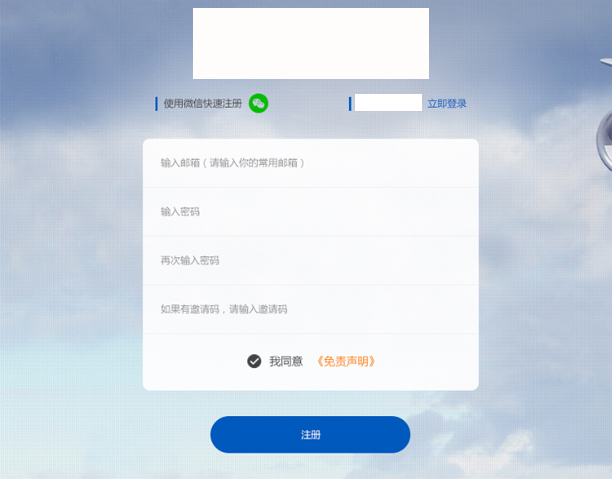 使用微信快速注册
立即登录
输入邮箱（请输入你的常用邮箱）
输入密码
再次输入密码
如果有邀请码，请输入邀请码
我同意 《免责声明》
注册